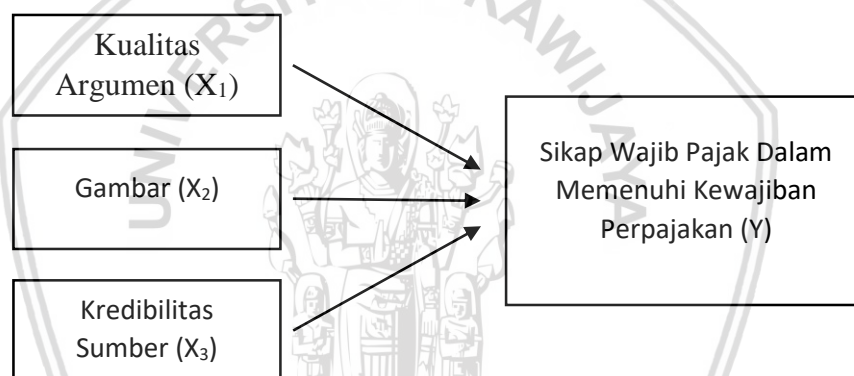 Kualitas
Argumen (X₁)
Gambar (X₂)
Kredibilitas
Sumber (X₃)
Sikap Wajib Pajak Dalam
Memenuhi Kewajiban
Perpajakan (Y)